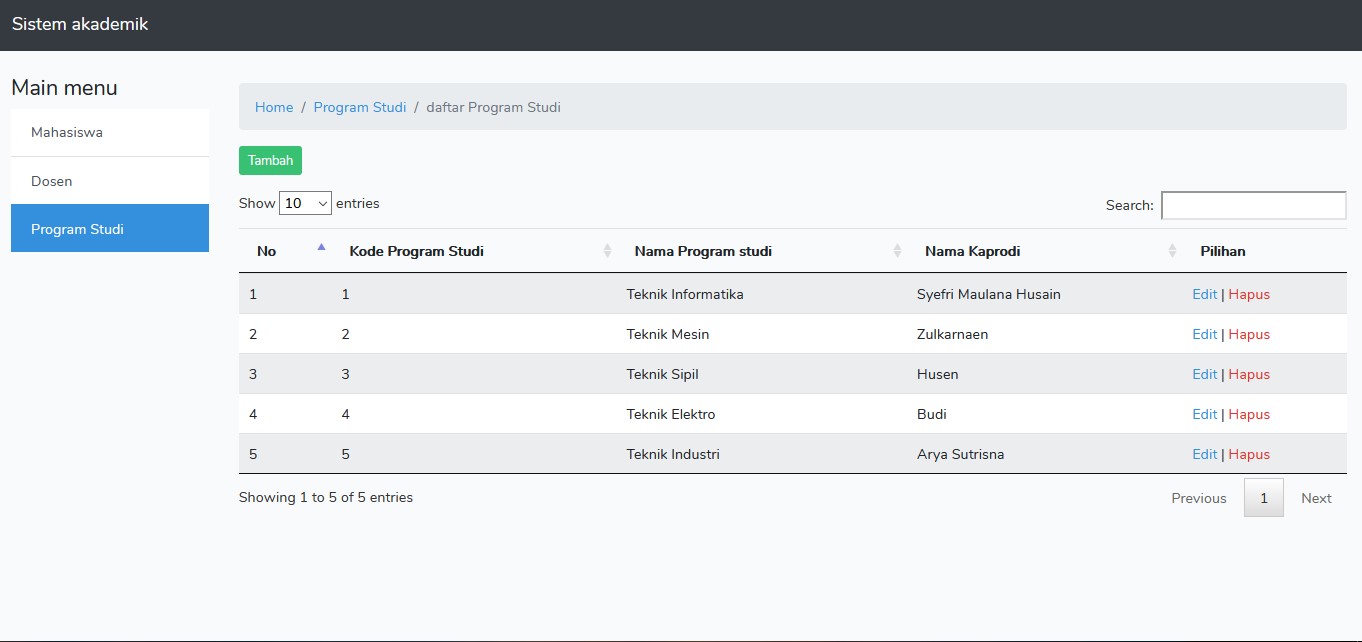 Sistem akademik
Main menu
Mahasiswa
Dosen
Program Studi
Home / Program Studi / daftar Program Studi
Tambah
Show 10 entries
Search:
No Kode Program Studi Nama Program studi Nama Kaprodi Pilihan
1 1 Teknik Informatika Syefri Maulana Husain Edit | Hapus
2 2 Teknik Mesin Zulkarnaen Edit | Hapus
3 3 Teknik Sipil Husen Edit | Hapus
4 4 Teknik Elektro Budi Edit | Hapus
5 5 Teknik Industri Arya Sutrisna Edit | Hapus
Showing 1 to 5 of 5 entries
Previous 1 Next